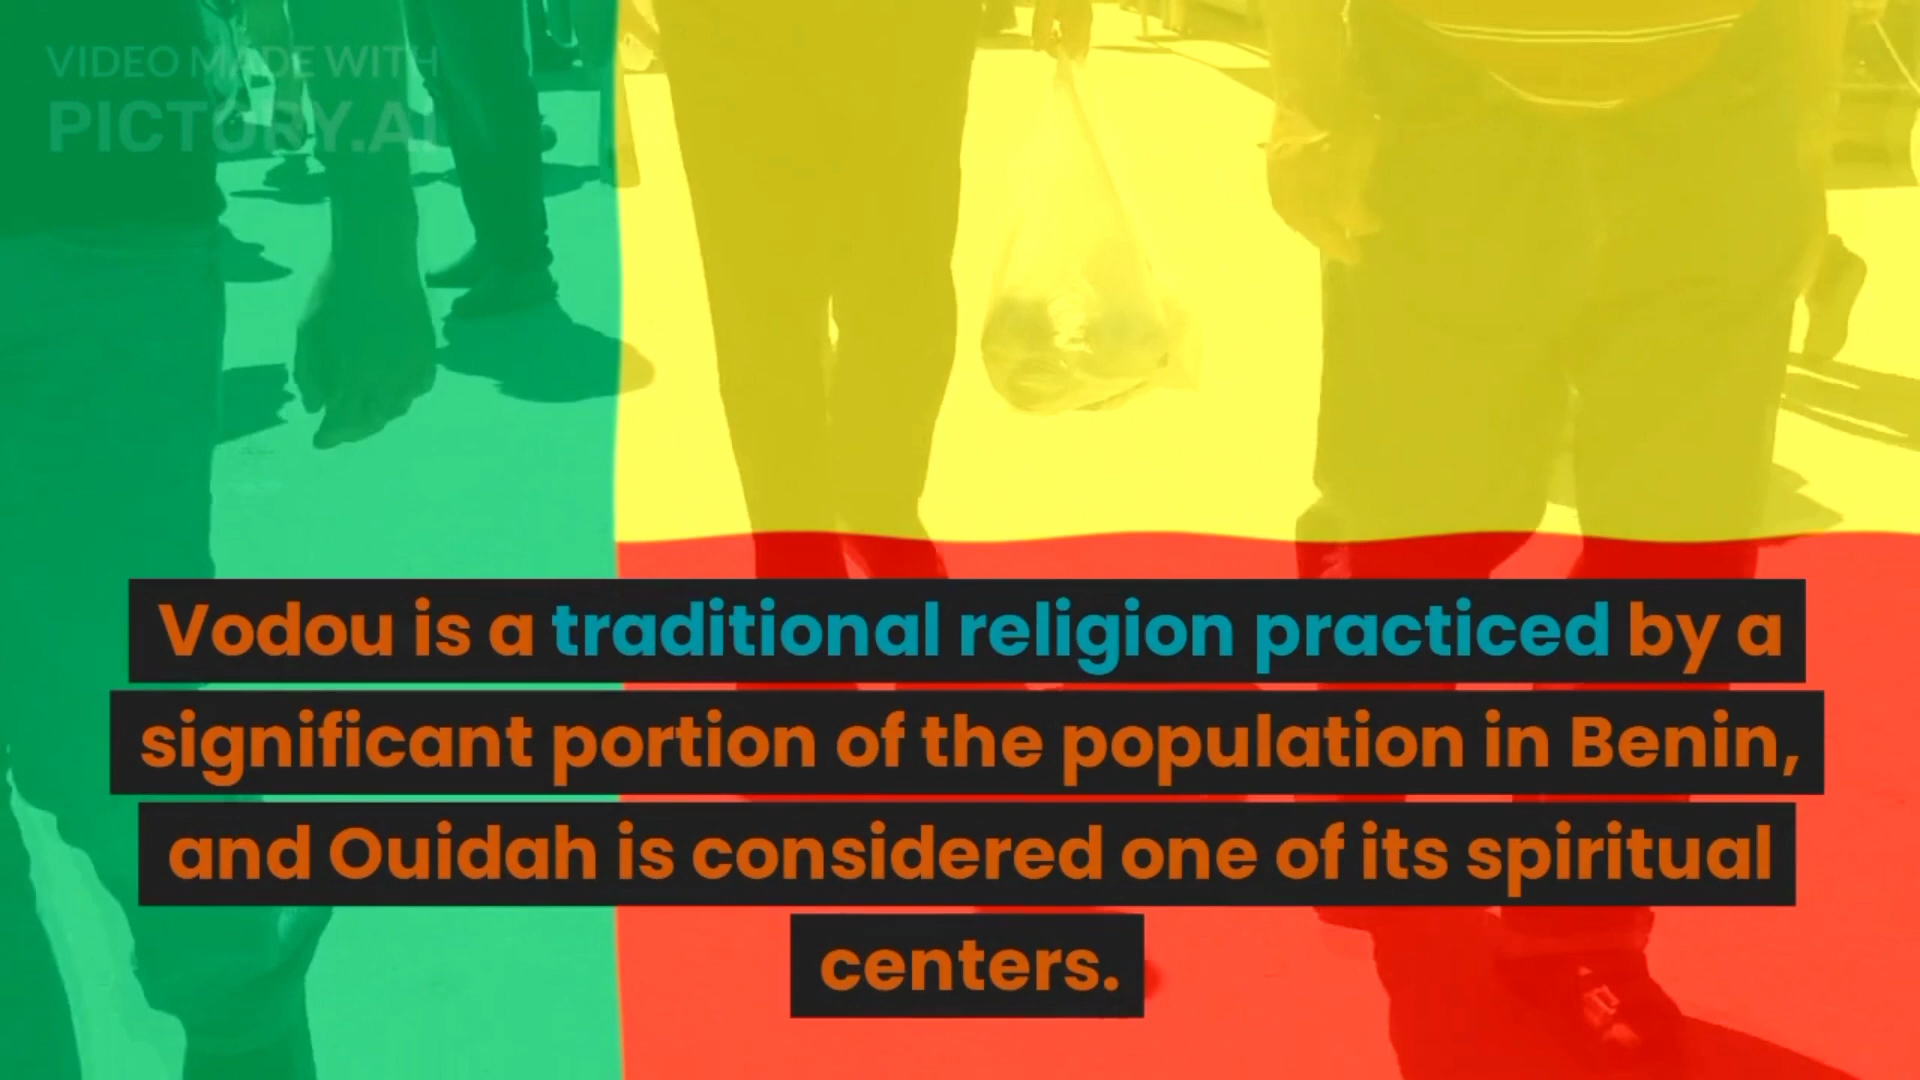 VIDEO MADE WITH
PICTORY.AI
Vodou is a traditional religion practiced by a
significant portion of the population in Benin,
and Ouidah is considered one of its spiritual
centers.